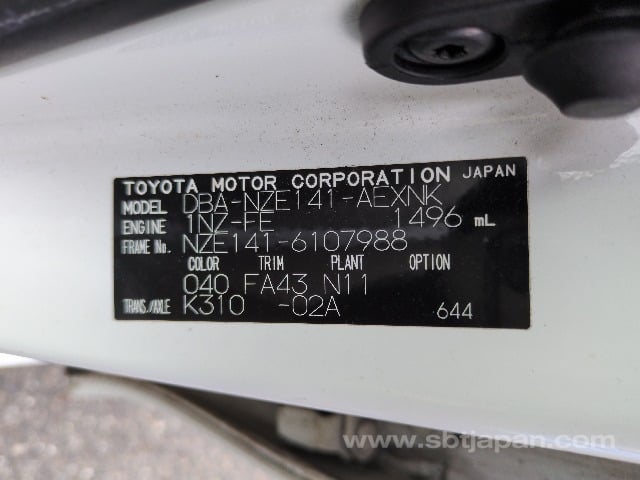 TOYOTA MOTOR CORPORATION JAPAN
MODEL DBA-NZE141-AEXNK
ENGINE 1NZ-FE 1496 mL
FRAME No. NZE141-6107988
COLOR TRIM PLANT OPTION
040 FA43 N11
TRANS./AXLE K310 -02A 644
www.sbtjapan.com